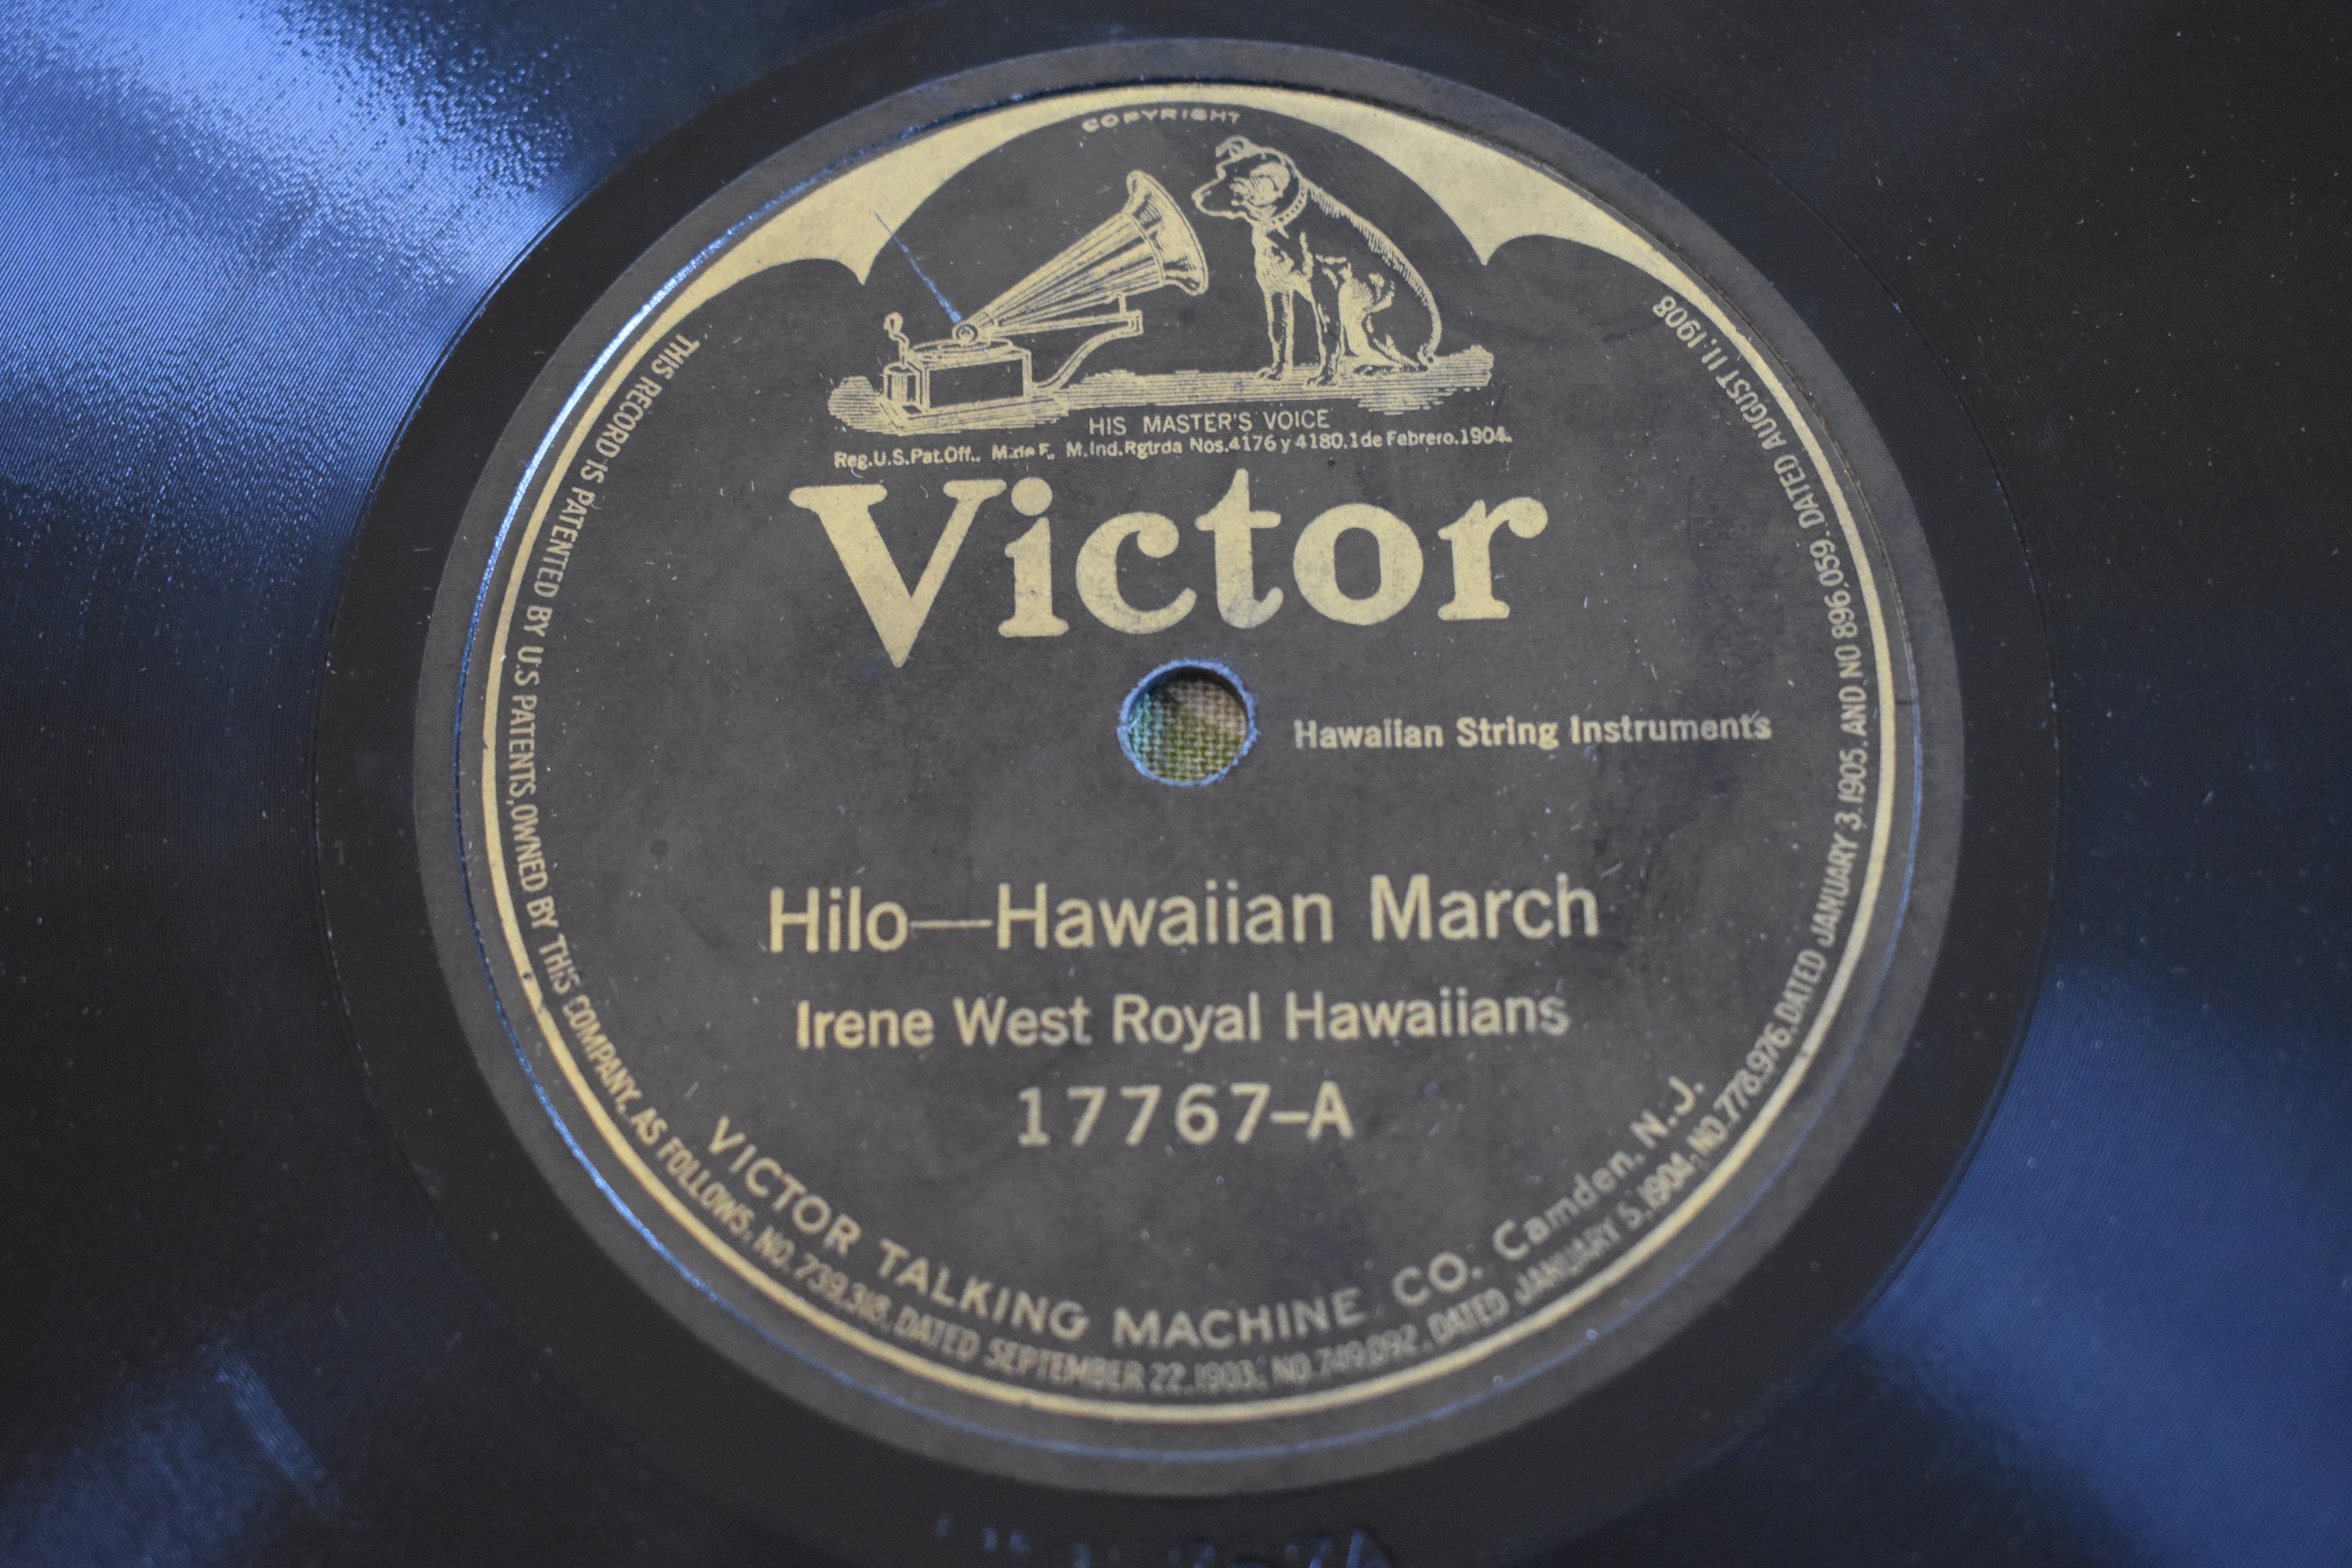 COPYRIGHT
HIS MASTER'S VOICE
Reg.U.S.Pat.Off., M.de F., M.Ind.Rgtrda Nos.4176 y 4180.1 de Febrero.1904.
Victor
Hawaiian String Instruments
Hilo—Hawaiian March
Irene West Royal Hawaiians
17767–A
VICTOR TALKING MACHINE CO. Camden, N.J.
THIS RECORD IS PATENTED BY U.S PATENTS, OWNED BY THIS COMPANY, AS FOLLOWS, NO. 739,318, DATED SEPTEMBER 22, 1903; NO. 749,092, DATED JANUARY 5, 1904, NO. 778,976, DATED JANUARY 3, 1905, AND NO 896,059, DATED AUGUST 11, 1908